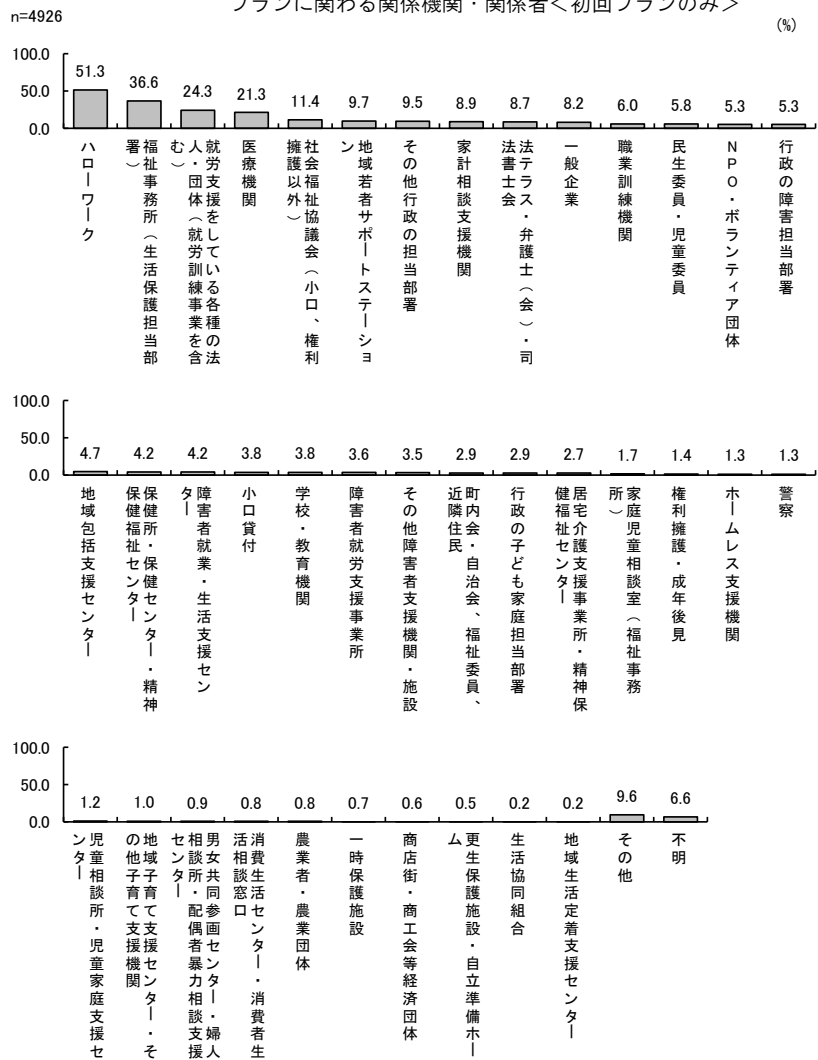 プランに関わる関係機関・関係者＜初回プランのみ＞
n=4926
(%)
100.0
50.0
0.0
51.3
36.6
24.3
21.3
11.4
9.7
9.5
8.9
8.7
8.2
6.0
5.8
5.3
5.3
ハローワーク
福祉事務所（生活保護担当部
署）
就労支援をしている各種の法
人・団体（就労訓練事業を含
む）
医療機関
社会福祉協議会（小口、権利
擁護以外）
地域若者サポートステーショ
ン
その他行政の担当部署
家計相談支援機関
法テラス・弁護士（会）・司
法書士会
一般企業
職業訓練機関
民生委員・児童委員
ＮＰＯ・ボランティア団体
行政の障害担当部署
100.0
50.0
0.0
4.7
4.2
4.2
3.8
3.8
3.6
3.5
2.9
2.9
2.7
1.7
1.4
1.3
1.3
地域包括支援センター
保健所・保健センター・精神
保健福祉センター
障害者就業・生活支援セン
ター
小口貸付
学校・教育機関
障害者就労支援事業所
その他障害者支援機関・施設
町内会・自治会、福祉委員、
近隣住民
行政の子ども家庭担当部署
居宅介護支援事業所・精神保
健福祉センター
家庭児童相談室（福祉事務
所）
権利擁護・成年後見
ホームレス支援機関
警察
100.0
50.0
0.0
1.2
1.0
0.9
0.8
0.8
0.7
0.6
0.5
0.2
0.2
9.6
6.6
児童相談所・児童家庭支援セ
ンター
地域子育て支援センター・そ
の他子育て支援機関
男女共同参画センター・婦人
相談所・配偶者暴力相談支援
センター
消費生活センター・消費者生
活相談窓口
農業者・農業団体
一時保護施設
商店街・商工会等経済団体
更生保護施設・自立準備ホー
ム
生活協同組合
地域生活定着支援センター
その他
不明